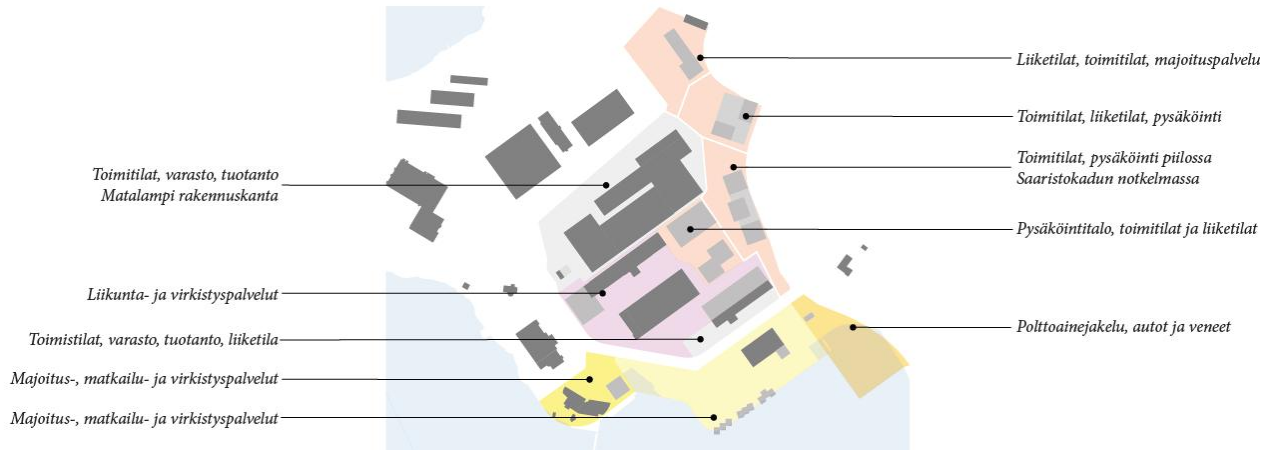 Liiketilat, toimitilat, majoituspalvelu
Toimitilat, liiketilat, pysäköinti
Toimitilat, pysäköinti piilossa
Saaristokadun notkelmassa
Toimitilat, varasto, tuotanto
Matalampi rakennuskanta
Pysäköintitalo, toimitilat ja liiketilat
Liikunta- ja virkistyspalvelut
Polttoainejakelu, autot ja veneet
Toimistilat, varasto, tuotanto, liiketila
Majoitus-, matkailu- ja virkistyspalvelut
Majoitus-, matkailu- ja virkistyspalvelut